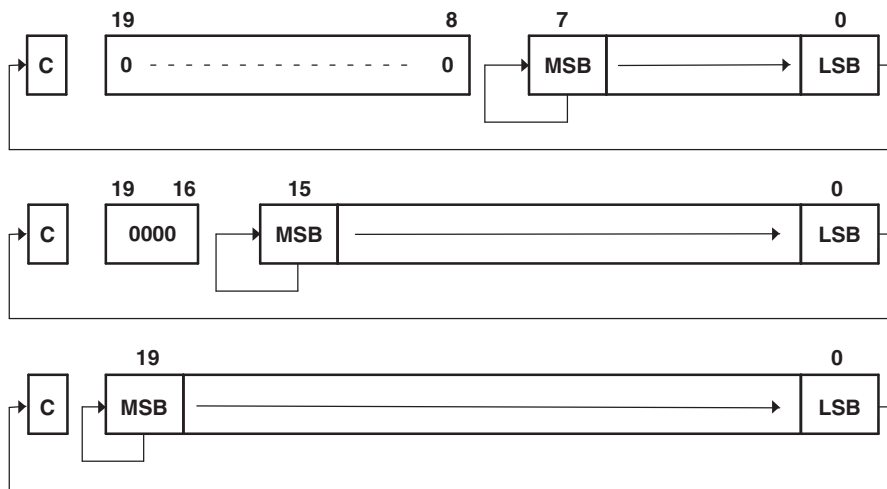 19 8 7 0
C 0 0 MSB LSB
19 16 15 0
C 0000 MSB LSB
19 0
C MSB LSB